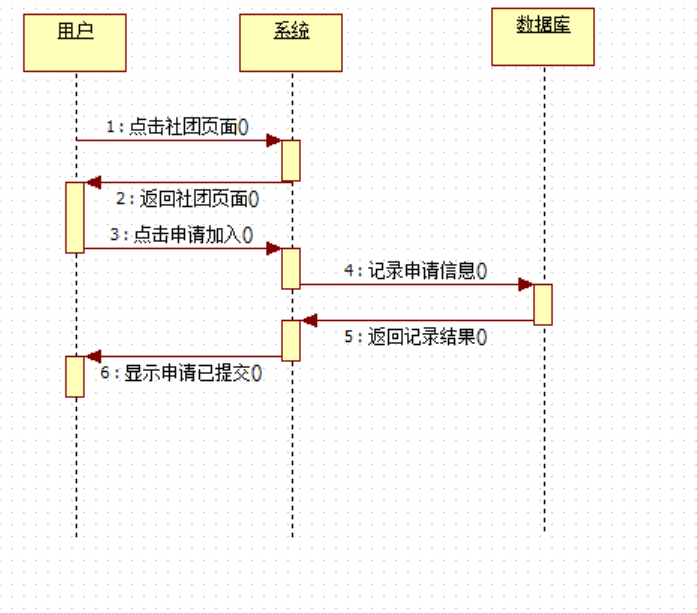 用户
系统
数据库
1:点击社团页面()
2:返回社团页面()
3:点击申请加入()
4:记录申请信息()
5:返回记录结果()
6:显示申请已提交()